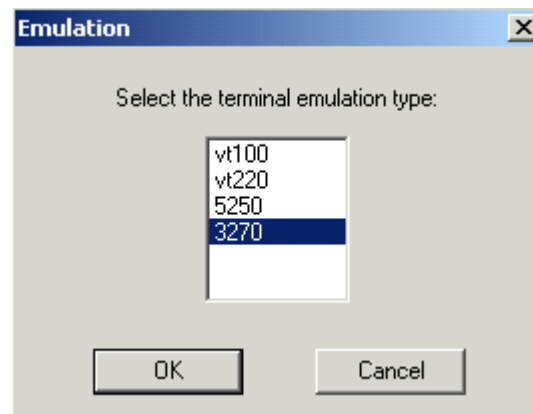 Emulation
Select the terminal emulation type:
vt100
vt220
5250
3270
OK Cancel